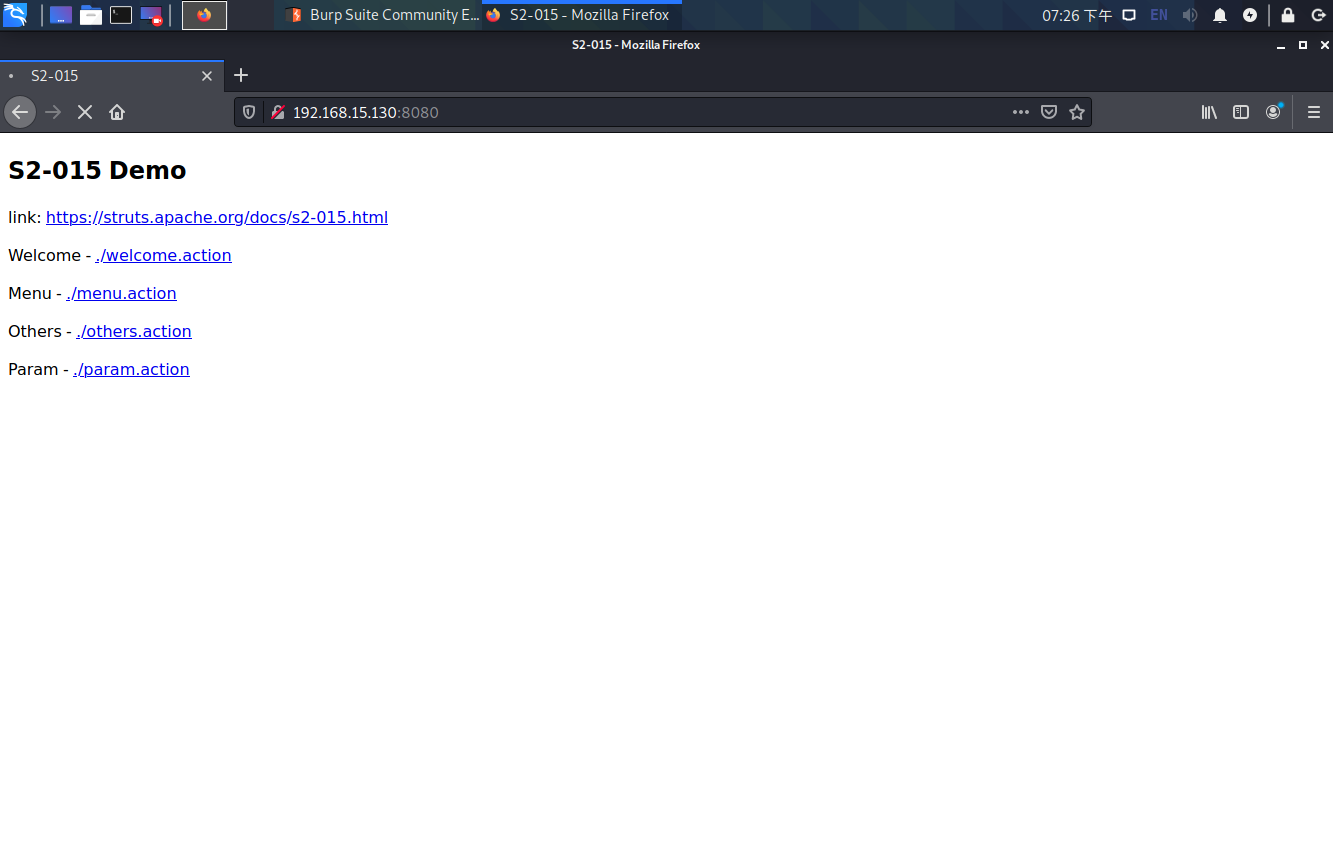 Burp Suite Community E...
S2-015 - Mozilla Firefox
07:26 下午
EN
S2-015 - Mozilla Firefox
S2-015
192.168.15.130:8080
S2-015 Demo
link: https://struts.apache.org/docs/s2-015.html
Welcome - ./welcome.action
Menu - ./menu.action
Others - ./others.action
Param - ./param.action